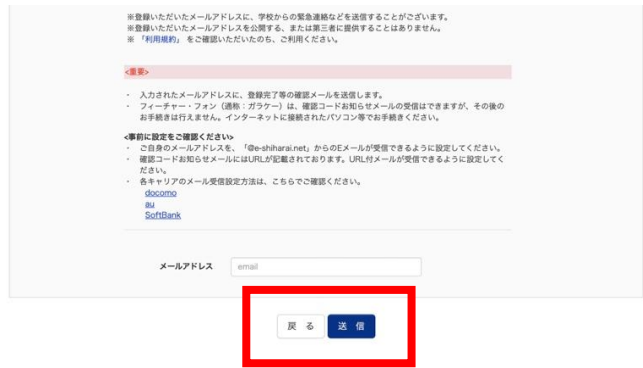 ※登録いただいたメールアドレスに、学校からの緊急連絡などを送信することがございます。
※登録いただいたメールアドレスを公開する、または第三者に提供することはありません。
※ 「利用規約」 をご確認いただいたのち、ご利用ください。
<重要>
・ 入力されたメールアドレスに、登録完了等の確認メールを送信します。
・ フィーチャー・フォン（通称：ガラケー）は、確認コードお知らせメールの受信はできますが、その後の
お手続きは行えません。インターネットに接続されたパソコン等でお手続きください。
<事前に設定をご確認ください>
・ ご自身のメールアドレスを、「@e-shiharai.net」からのEメールが受信できるように設定してください。
・ 確認コードお知らせメールにはURLが記載されております。URL付メールが受信できるように設定してく
ださい。
・ 各キャリアのメール受信設定方法は、こちらでご確認ください。
docomo
au
SoftBank
メールアドレス email
戻 る 送 信